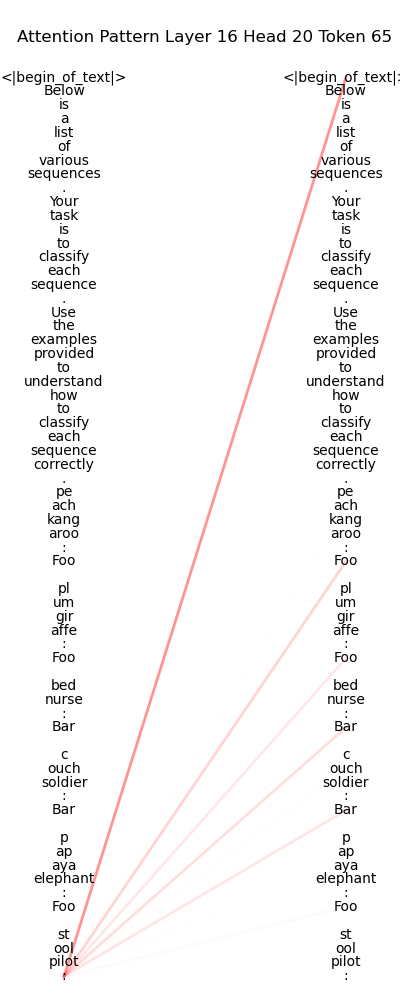 Attention Pattern Layer 16 Head 20 Token 65
<|begin_of_text|> <|begin_of_text|>
Below Below
is is
a a
list list
of of
various various
sequences sequences
. .
Your Your
task task
is is
to to
classify classify
each each
sequence sequence
. .
Use Use
the the
examples examples
provided provided
to to
understand understand
how how
to to
classify classify
each each
sequence sequence
correctly correctly
. .
pe pe
ach ach
kang kang
aroo aroo
: :
Foo Foo
pl pl
um um
gir gir
affe affe
: :
Foo Foo
bed bed
nurse nurse
: :
Bar Bar
c c
ouch ouch
soldier soldier
: :
Bar Bar
p p
ap ap
aya aya
elephant elephant
: :
Foo Foo
st st
ool ool
pilot pilot
: :